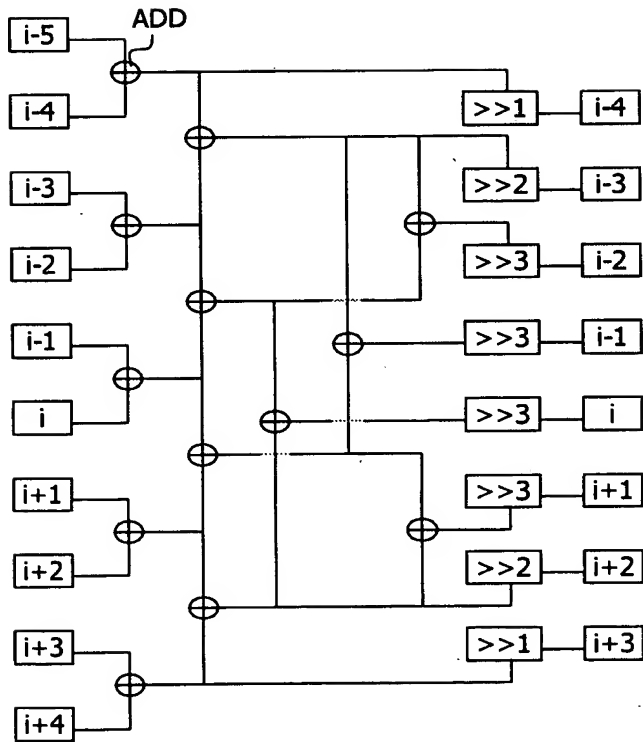 ADD
i-5
i-4
i-3
i-2
i-1
i
i+1
i+2
i+3
i+4
>>1 i-4
>>2 i-3
>>3 i-2
>>3 i-1
>>3 i
>>3 i+1
>>2 i+2
>>1 i+3